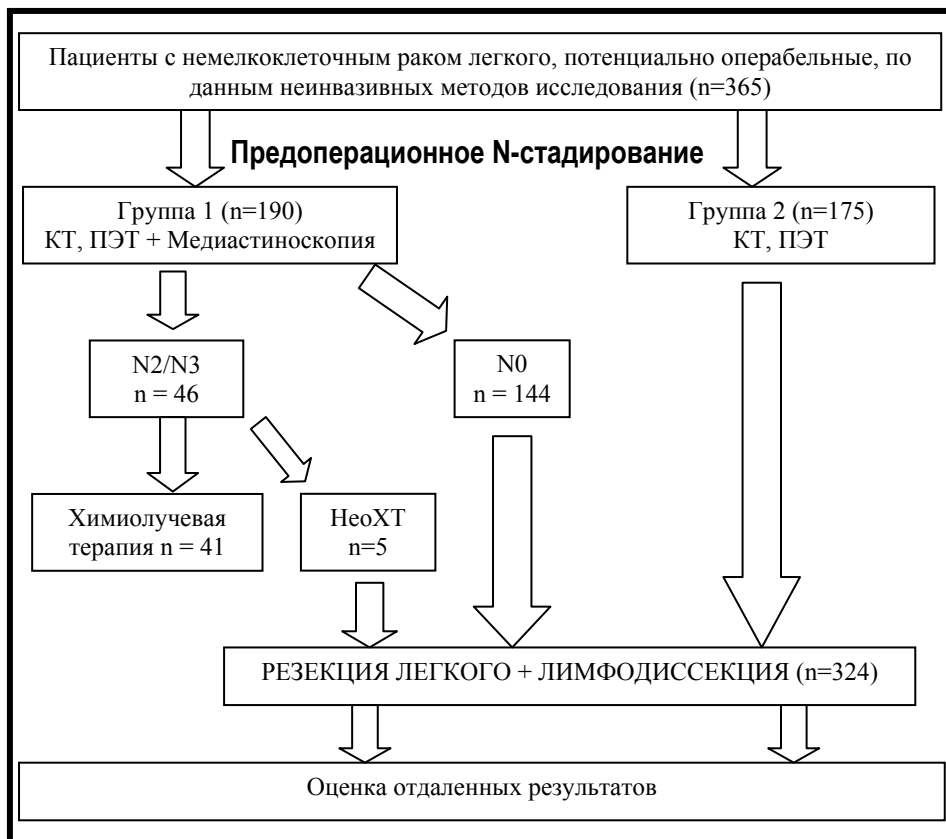 Пациенты с немелкоклеточным раком легкого, потенциально операбельные, по
данным неинвазивных методов исследования (n=365)
Предоперационное N-стадирование
Группа 1 (n=190)
КТ, ПЭТ + Медиастиноскопия
Группа 2 (n=175)
КТ, ПЭТ
N2/N3
n = 46
N0
n = 144
Химиолучевая
терапия n = 41
НеоХТ
n=5
РЕЗЕКЦИЯ ЛЕГКОГО + ЛИМФОДИССЕКЦИЯ (n=324)
Оценка отдаленных результатов